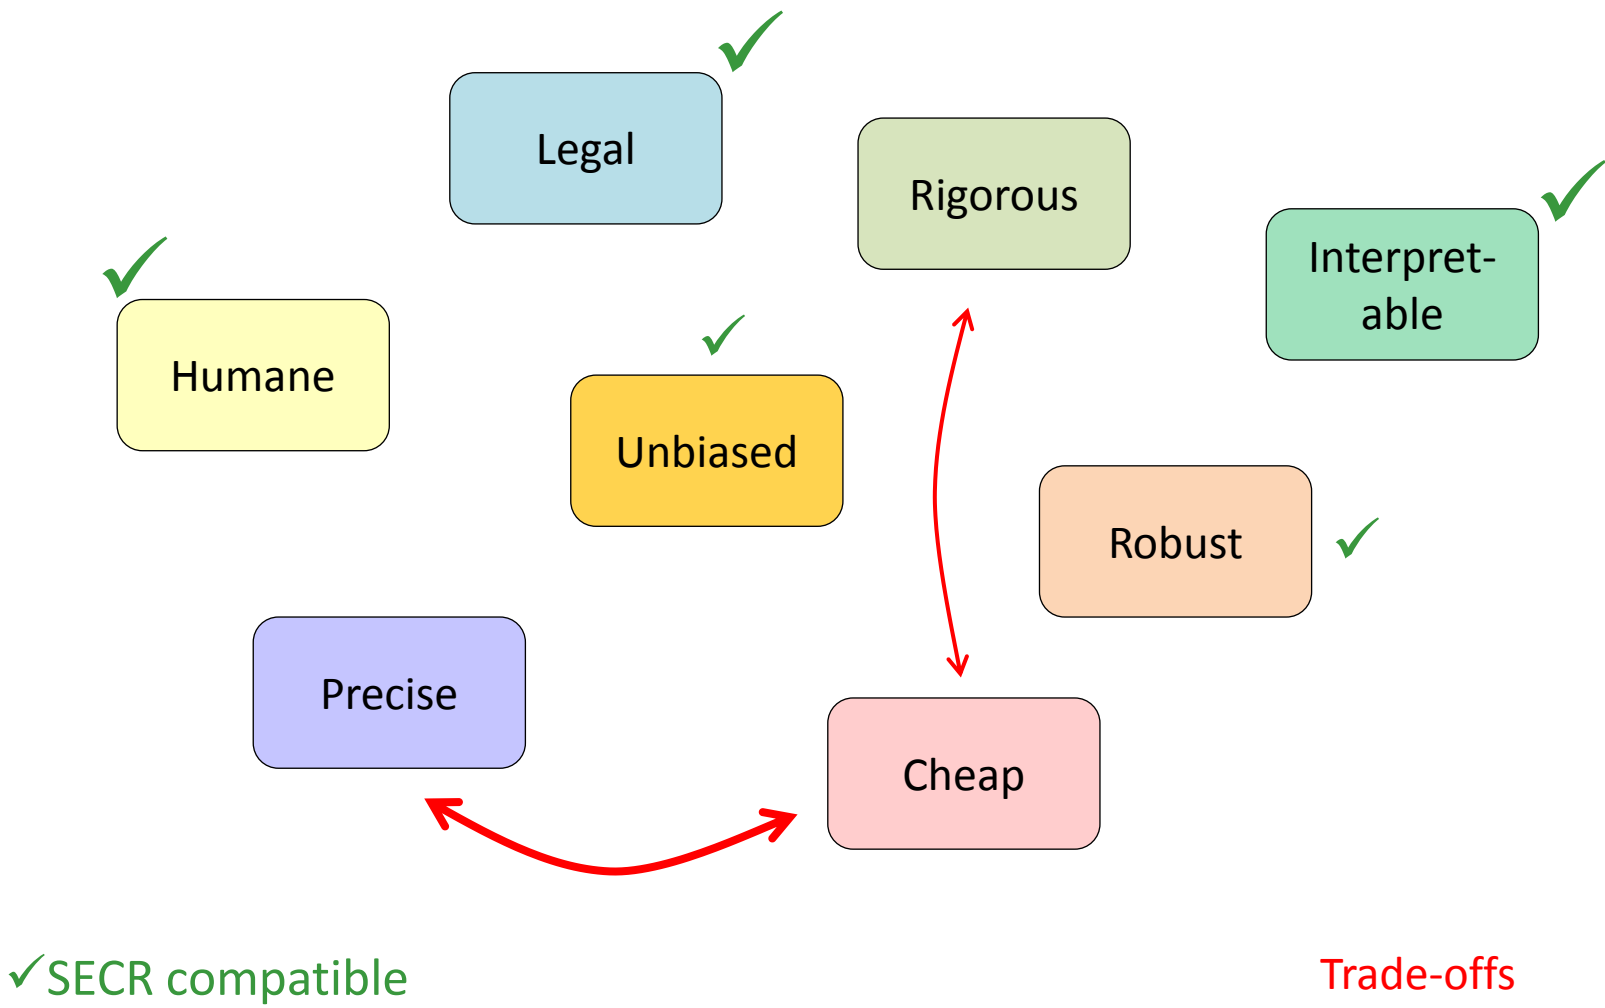 Legal
Rigorous
Interpret-
able
Humane
Unbiased
Robust
Precise
Cheap
✓SECR compatible
Trade-offs